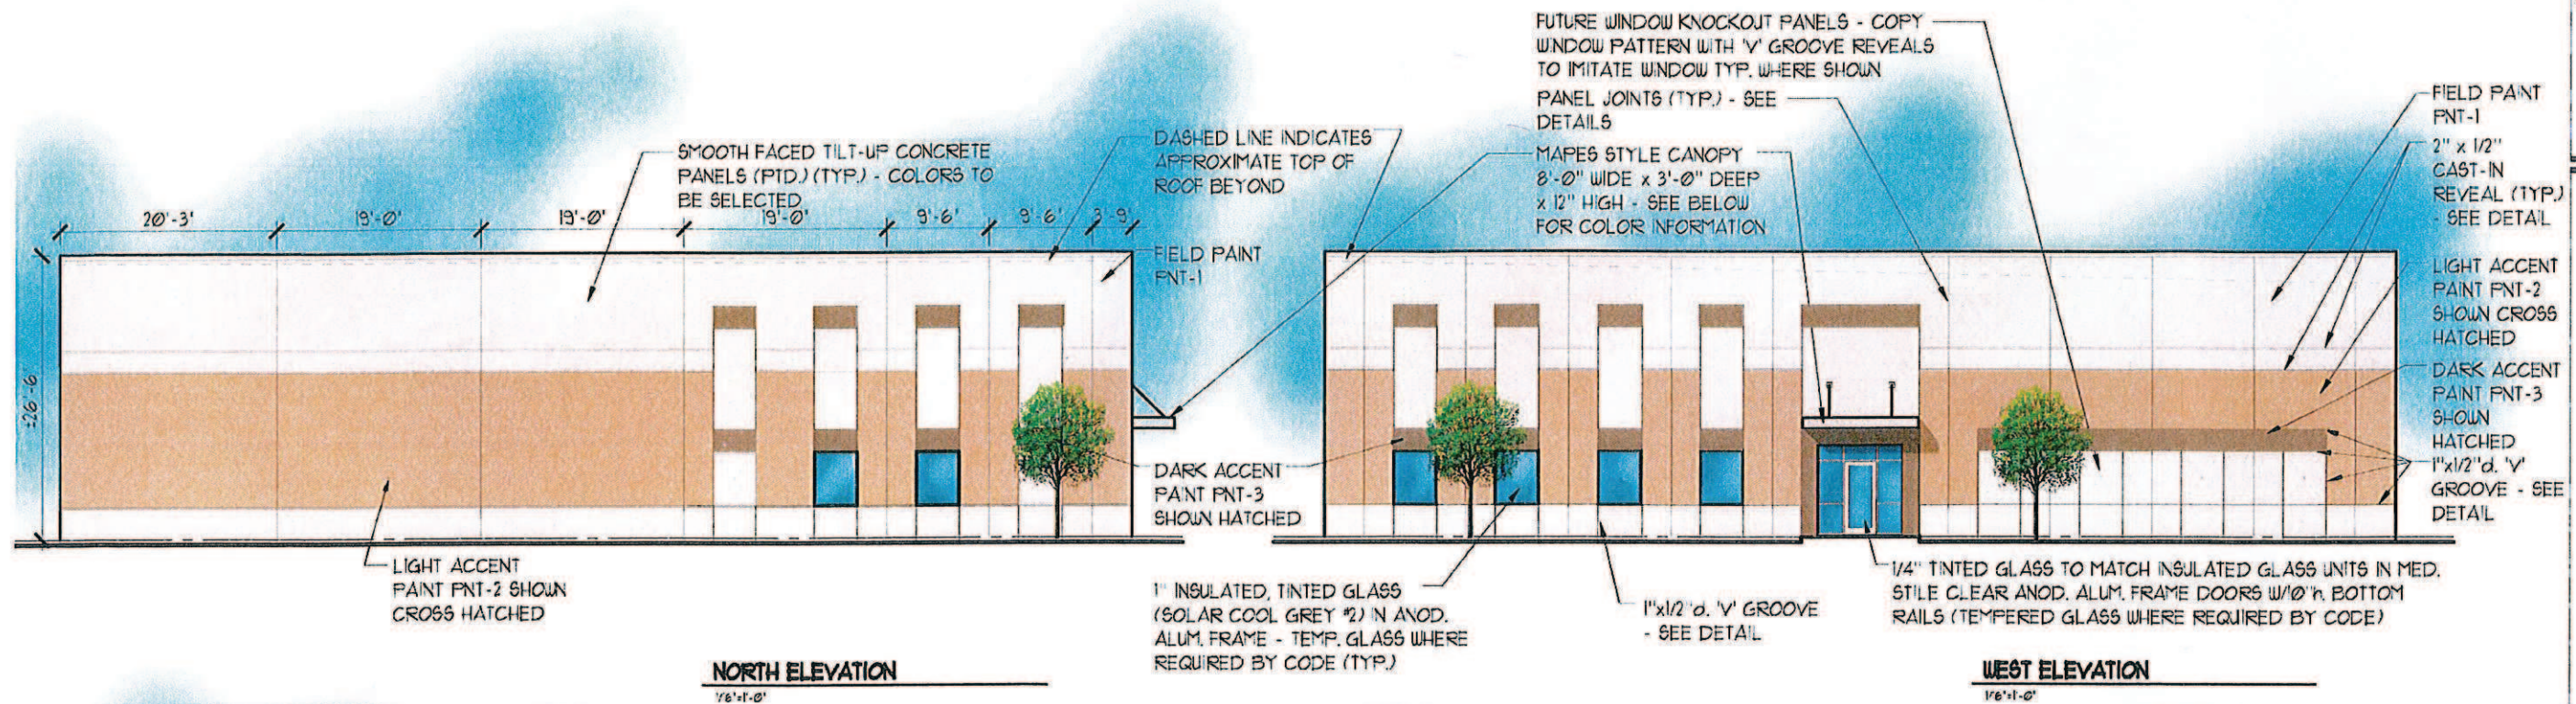 SMOOTH FACED TILT-UP CONCRETE
PANELS (PTD.) (TYP.) - COLORS TO
BE SELECTED
20'-3"
19'-0"
19'-0"
19'-0"
9'-6"
9'-6"
3'-9"
±26'-6"
DASHED LINE INDICATES
APPROXIMATE TOP OF
ROOF BEYOND
FIELD PAINT
PNT-1
LIGHT ACCENT
PAINT PNT-2 SHOWN
CROSS HATCHED
DARK ACCENT
PAINT PNT-3
SHOWN HATCHED
NORTH ELEVATION
FUTURE WINDOW KNOCKOUT PANELS - COPY
WINDOW PATTERN WITH 'V' GROOVE REVEALS
TO IMITATE WINDOW TYP. WHERE SHOWN
PANEL JOINTS (TYP.) - SEE
DETAILS
MAPES STYLE CANOPY
8'-0" WIDE x 3'-0" DEEP
x 12" HIGH - SEE BELOW
FOR COLOR INFORMATION
FIELD PAINT
PNT-1
2" x 1/2"
CAST-IN
REVEAL (TYP.)
- SEE DETAIL
LIGHT ACCENT
PAINT PNT-2
SHOWN CROSS
HATCHED
DARK ACCENT
PAINT PNT-3
SHOWN
HATCHED
1"x1/2"d. 'V'
GROOVE - SEE
DETAIL
1" INSULATED, TINTED GLASS
(SOLAR COOL GREY #2) IN ANOD.
ALUM. FRAME - TEMP. GLASS WHERE
REQUIRED BY CODE (TYP.)
1"x1/2"d. 'V' GROOVE
- SEE DETAIL
1/4" TINTED GLASS TO MATCH INSULATED GLASS UNITS IN MED.
STILE CLEAR ANOD. ALUM. FRAME DOORS W/10"h. BOTTOM
RAILS (TEMPERED GLASS WHERE REQUIRED BY CODE)
WEST ELEVATION